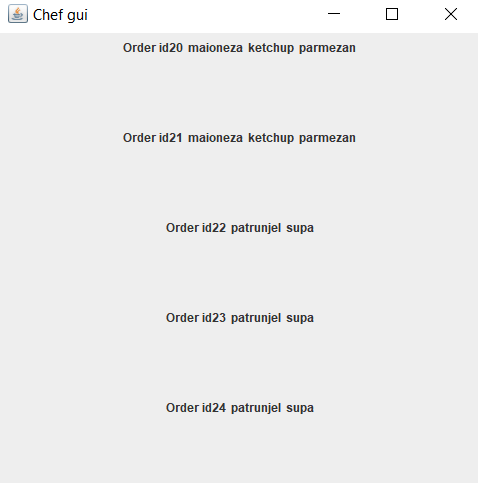 Chef gui
Order id20 maioneza ketchup parmezan
Order id21 maioneza ketchup parmezan
Order id22 patrunjel supa
Order id23 patrunjel supa
Order id24 patrunjel supa